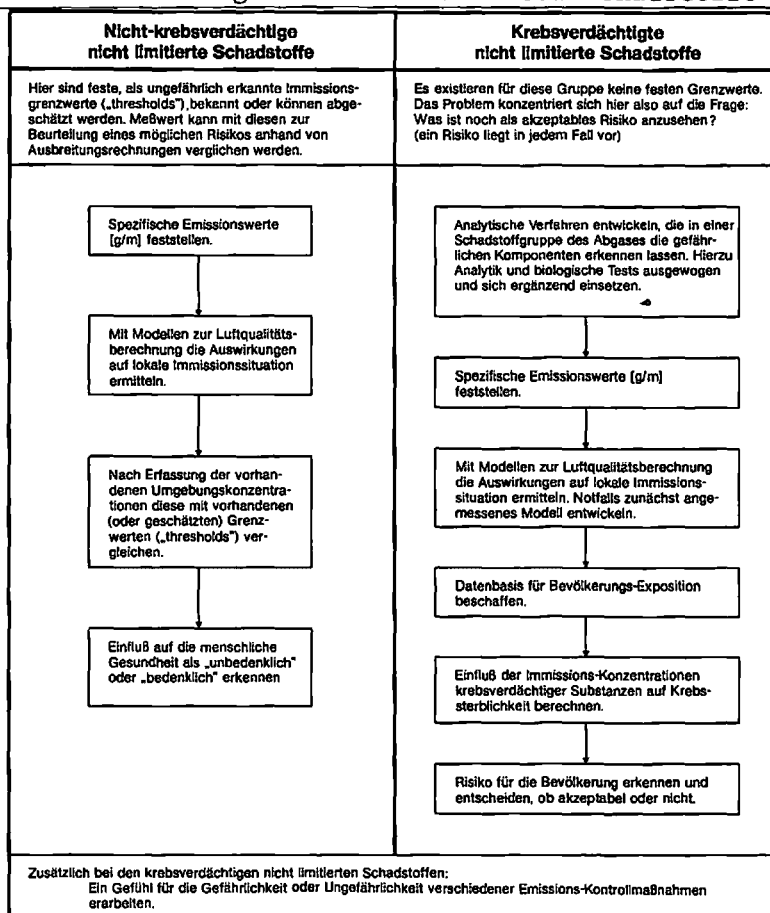 Nicht-krebsverdächtige
nicht limitierte Schadstoffe
Hier sind feste, als ungefährlich erkannte Immissions-
grenzwerte („thresholds“) bekannt oder können abge-
schätzt werden. Meßwert kann mit diesen zur
Beurteilung eines möglichen Risikos anhand von
Ausbreitungsrechnungen verglichen werden.
Spezifische Emissionswerte
[g/m] feststellen.
Mit Modellen zur Luftqualitäts-
berechnung die Auswirkungen
auf lokale Immissionssituation
ermitteln.
Nach Erfassung der vorhan-
denen Umgebungskonzentra-
tionen diese mit vorhandenen
(oder geschätzten) Grenz-
werten („thresholds“) ver-
gleichen.
Einfluß auf die menschliche
Gesundheit als „unbedenklich“
oder „bedenklich“ erkennen
Krebsverdächtigte
nicht limitierte Schadstoffe
Es existieren für diese Gruppe keine festen Grenzwerte.
Das Problem konzentriert sich hier also auf die Frage:
Was ist noch als akzeptables Risiko anzusehen?
(ein Risiko liegt in jedem Fall vor)
Analytische Verfahren entwickeln, die in einer
Schadstoffgruppe des Abgases die gefähr-
lichen Komponenten erkennen lassen. Hierzu
Analytik und biologische Tests ausgewogen
und sich ergänzend einsetzen.
Spezifische Emissionswerte [g/m]
feststellen.
Mit Modellen zur Luftqualitätsberechnung
die Auswirkungen auf lokale Immissions-
situation ermitteln. Notfalls zunächst ange-
messenes Modell entwickeln.
Datenbasis für Bevölkerungs-Exposition
beschaffen.
Einfluß der Immissions-Konzentrationen
krebsverdächtiger Substanzen auf Krebs-
sterblichkeit berechnen.
Risiko für die Bevölkerung erkennen und
entscheiden, ob akzeptabel oder nicht.
Zusätzlich bei den krebsverdächtigen nicht limitierten Schadstoffen:
Ein Gefühl für die Gefährlichkeit oder Ungefährlichkeit verschiedener Emissions-Kontrollmaßnahmen
erarbeiten.